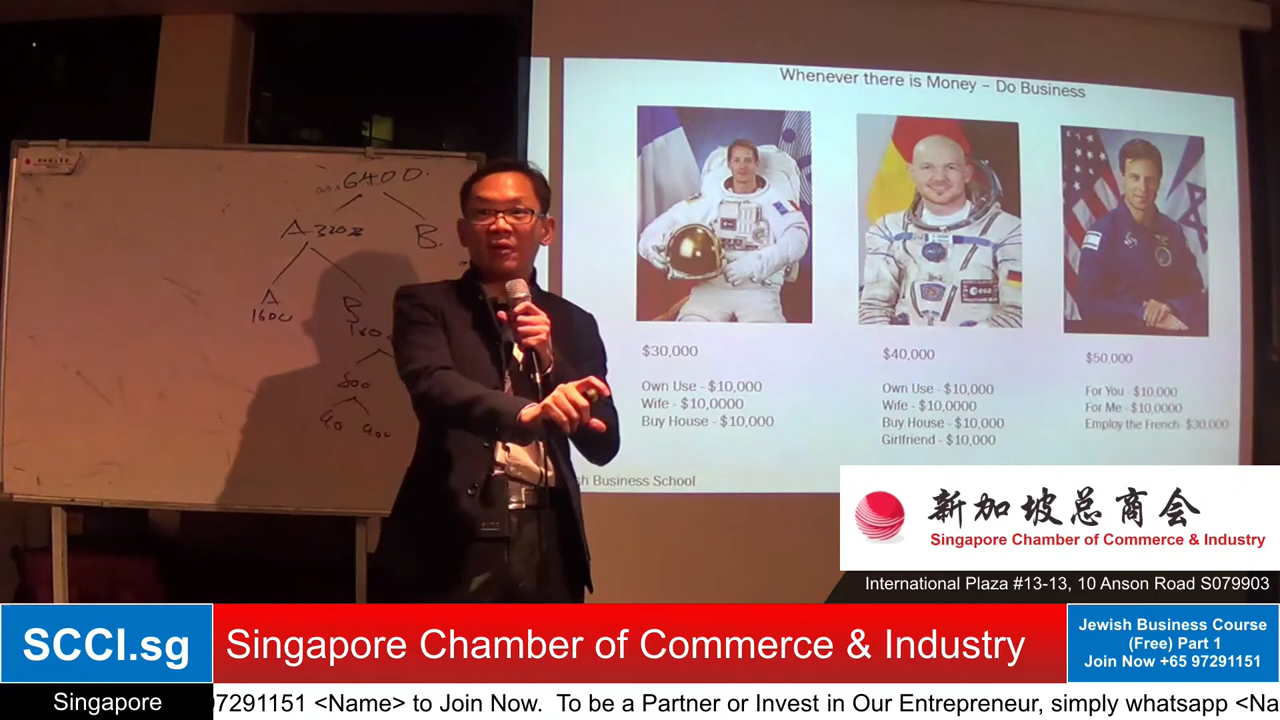 Whenever there is Money – Do Business
6400
A 3200
B
A
B
1600
800
400
$30,000
Own Use - $10,000
Wife - $10,0000
Buy House - $10,000
$40,000
Own Use - $10,000
Wife - $10,0000
Buy House - $10,000
Girlfriend - $10,000
$50,000
For You - $10,000
For Me - $10,0000
Employ the French- $30,000
esa
sh Business School
新加坡总商会
Singapore Chamber of Commerce & Industry
International Plaza #13-13, 10 Anson Road S079903
SCCI.sg
Singapore Chamber of Commerce & Industry
Jewish Business Course
(Free) Part 1
Join Now +65 97291151
Singapore
97291151 <Name> to Join Now. To be a Partner or Invest in Our Entrepreneur, simply whatsapp <Na